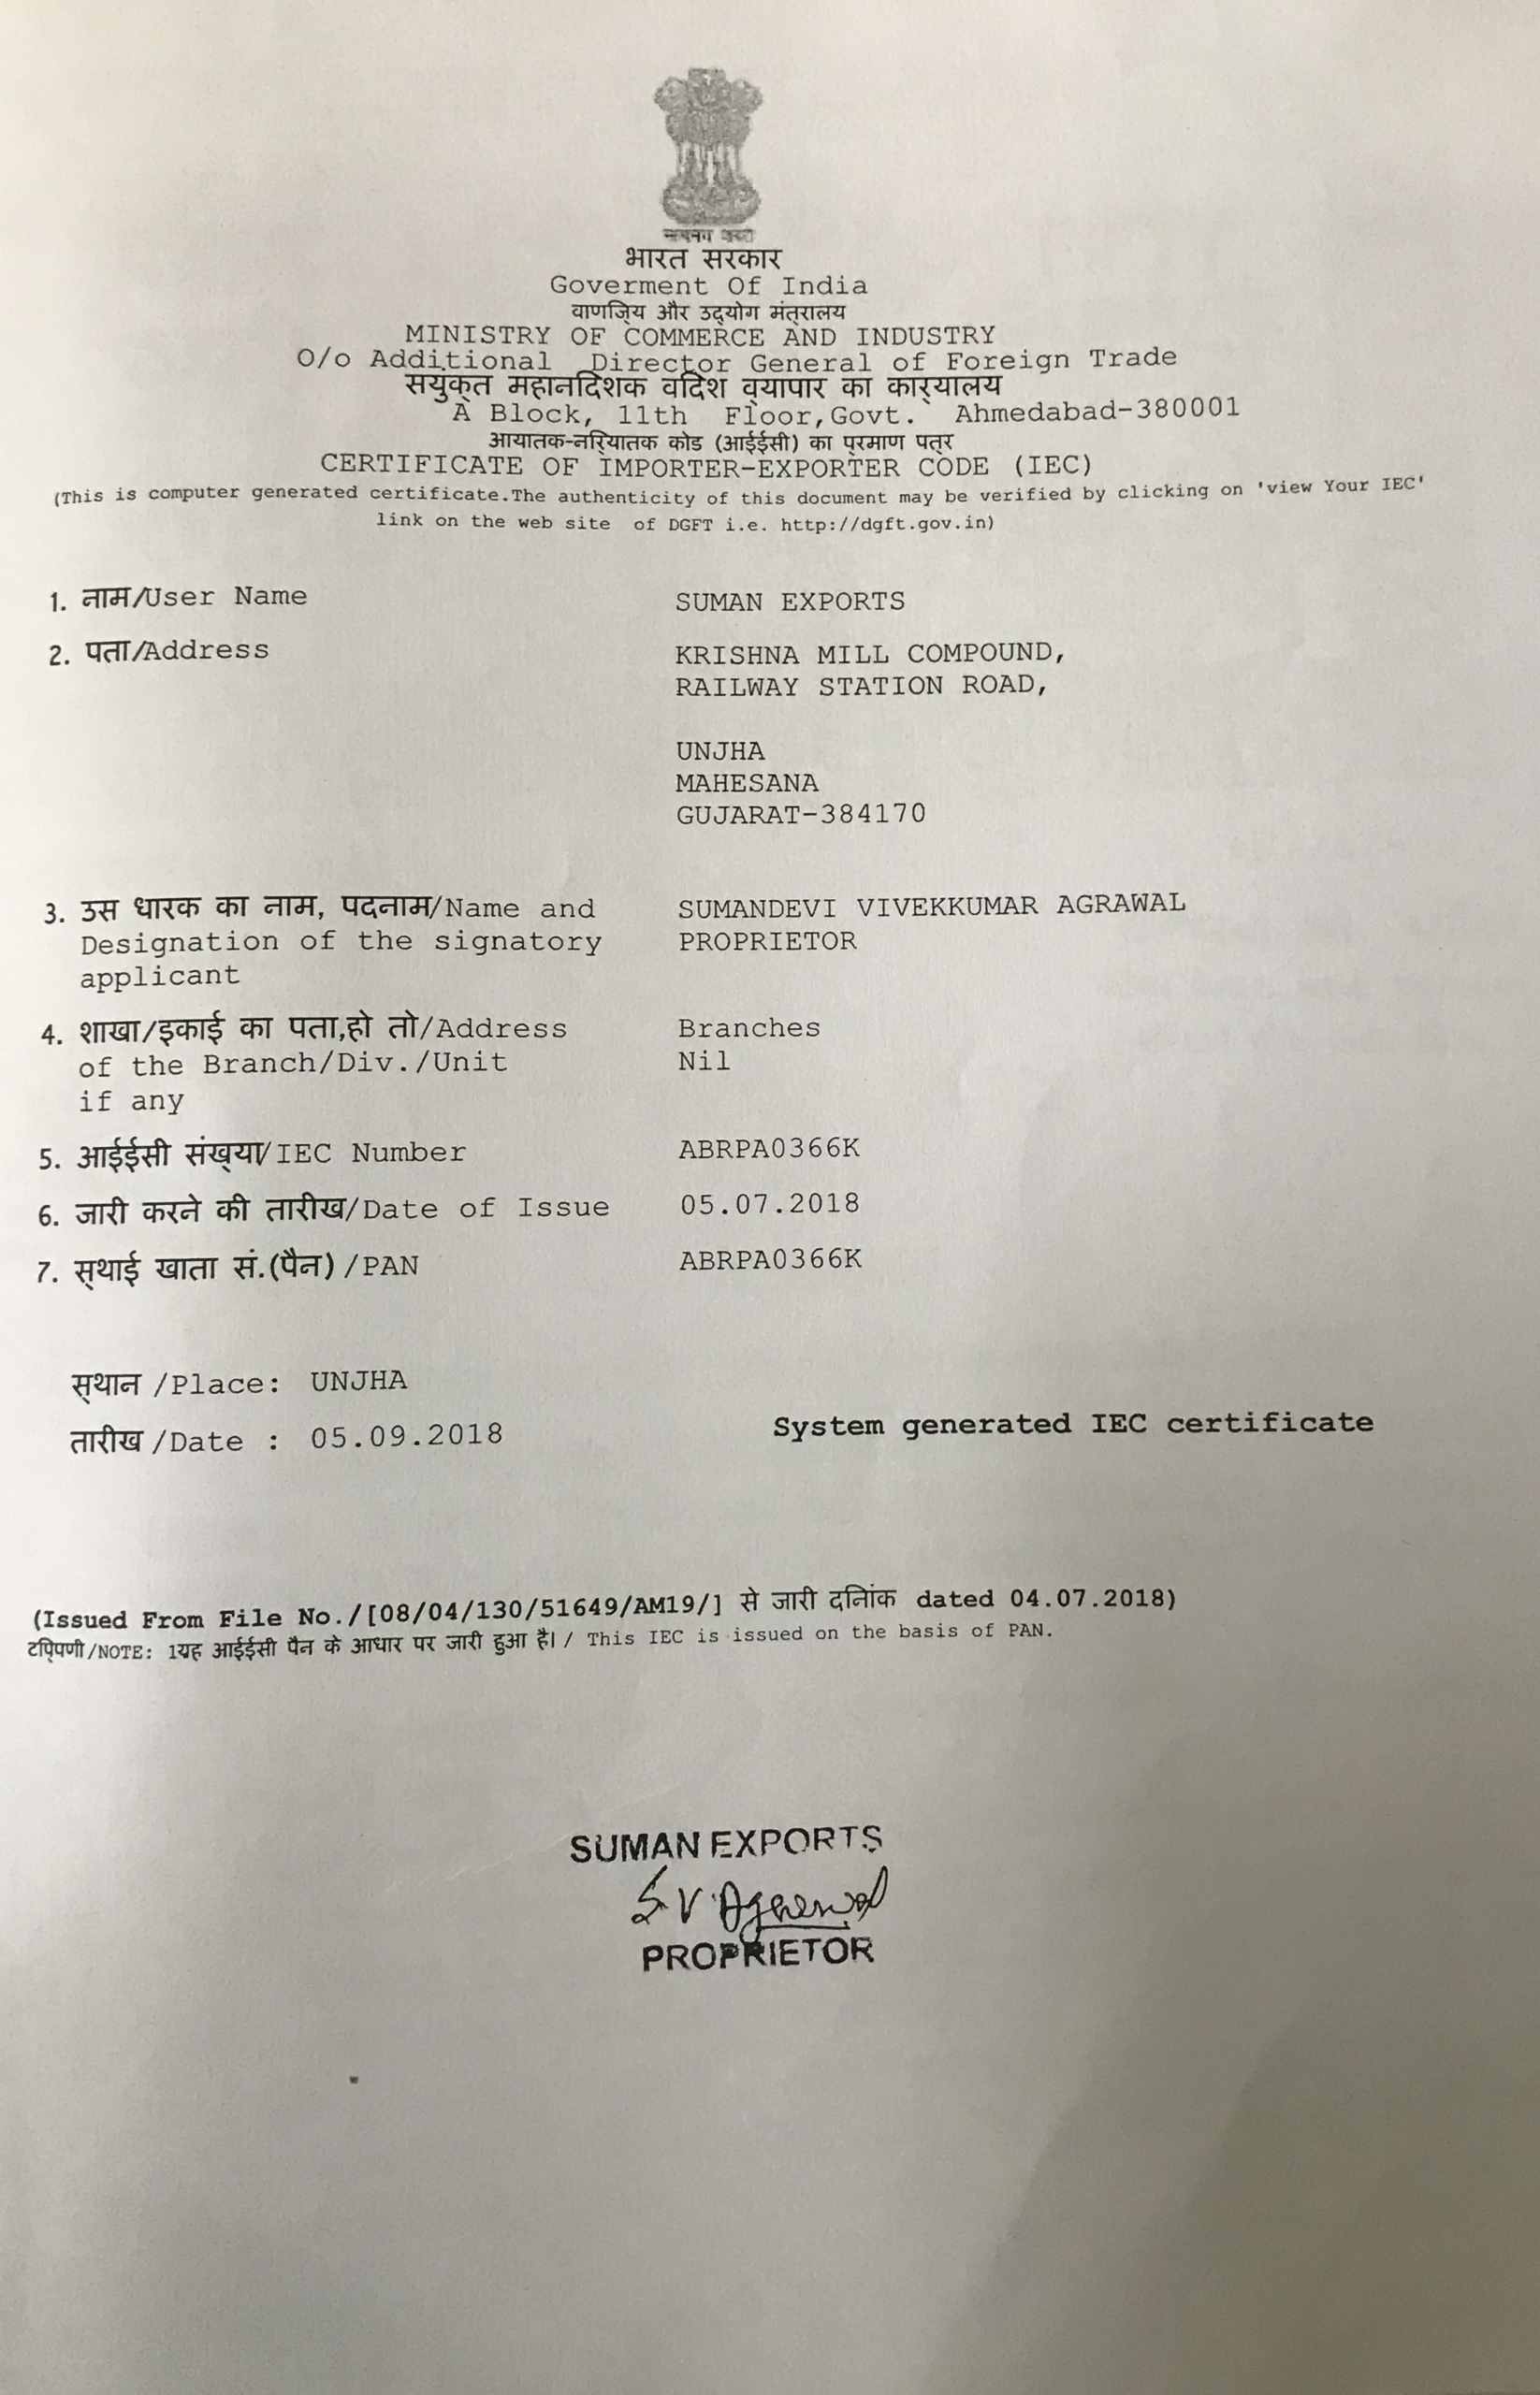 भारत सरकार
Goverment Of India
वाणज्यि और उद्योग मंत्रालय
MINISTRY OF COMMERCE AND INDUSTRY
O/o Additional Director General of Foreign Trade
सयुंक्त महानदिशक वदिश व्यापार का कार्यालय
A Block, 11th Floor,Govt. Ahmedabad-380001
आयातक-नरि्यातक कोड (आईईसी) का प्रमाण पत्र
CERTIFICATE OF IMPORTER-EXPORTER CODE (IEC)
(This is computer generated certificate.The authenticity of this document may be verified by clicking on 'view Your IEC'
link on the web site of DGFT i.e. http://dgft.gov.in)
1. नाम/User Name SUMAN EXPORTS
2. पता/Address KRISHNA MILL COMPOUND,
RAILWAY STATION ROAD,
UNJHA
MAHESANA
GUJARAT-384170
3. उस धारक का नाम, पदनाम/Name and SUMANDEVI VIVEKKUMAR AGRAWAL
Designation of the signatory PROPRIETOR
applicant
4. शाखा/इकाई का पता,हो तो/Address Branches
of the Branch/Div./Unit Nil
if any
5. आईईसी संख्या/IEC Number ABRPA0366K
6. जारी करने की तारीख/Date of Issue 05.07.2018
7. स्थाई खाता सं.(पैन) /PAN ABRPA0366K
स्थान /Place: UNJHA
तारीख /Date : 05.09.2018 System generated IEC certificate
(Issued From File No./[08/04/130/51649/AM19/] से जारी दनिांक dated 04.07.2018)
टपि्पणी/NOTE: 1यह आईईसी पैन के आधार पर जारी हुआ है। / This IEC is issued on the basis of PAN.
SUMAN EXPORTS
S V Agrawal
PROPRIETOR